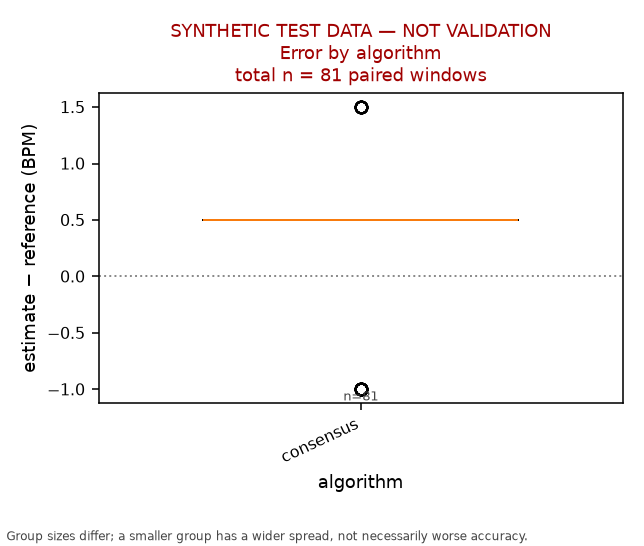 SYNTHETIC TEST DATA — NOT VALIDATION
Error by algorithm
total n = 81 paired windows
estimate − reference (BPM)
1.5
1.0
0.5
0.0
−0.5
−1.0
n=81
consensus
algorithm
Group sizes differ; a smaller group has a wider spread, not necessarily worse accuracy.